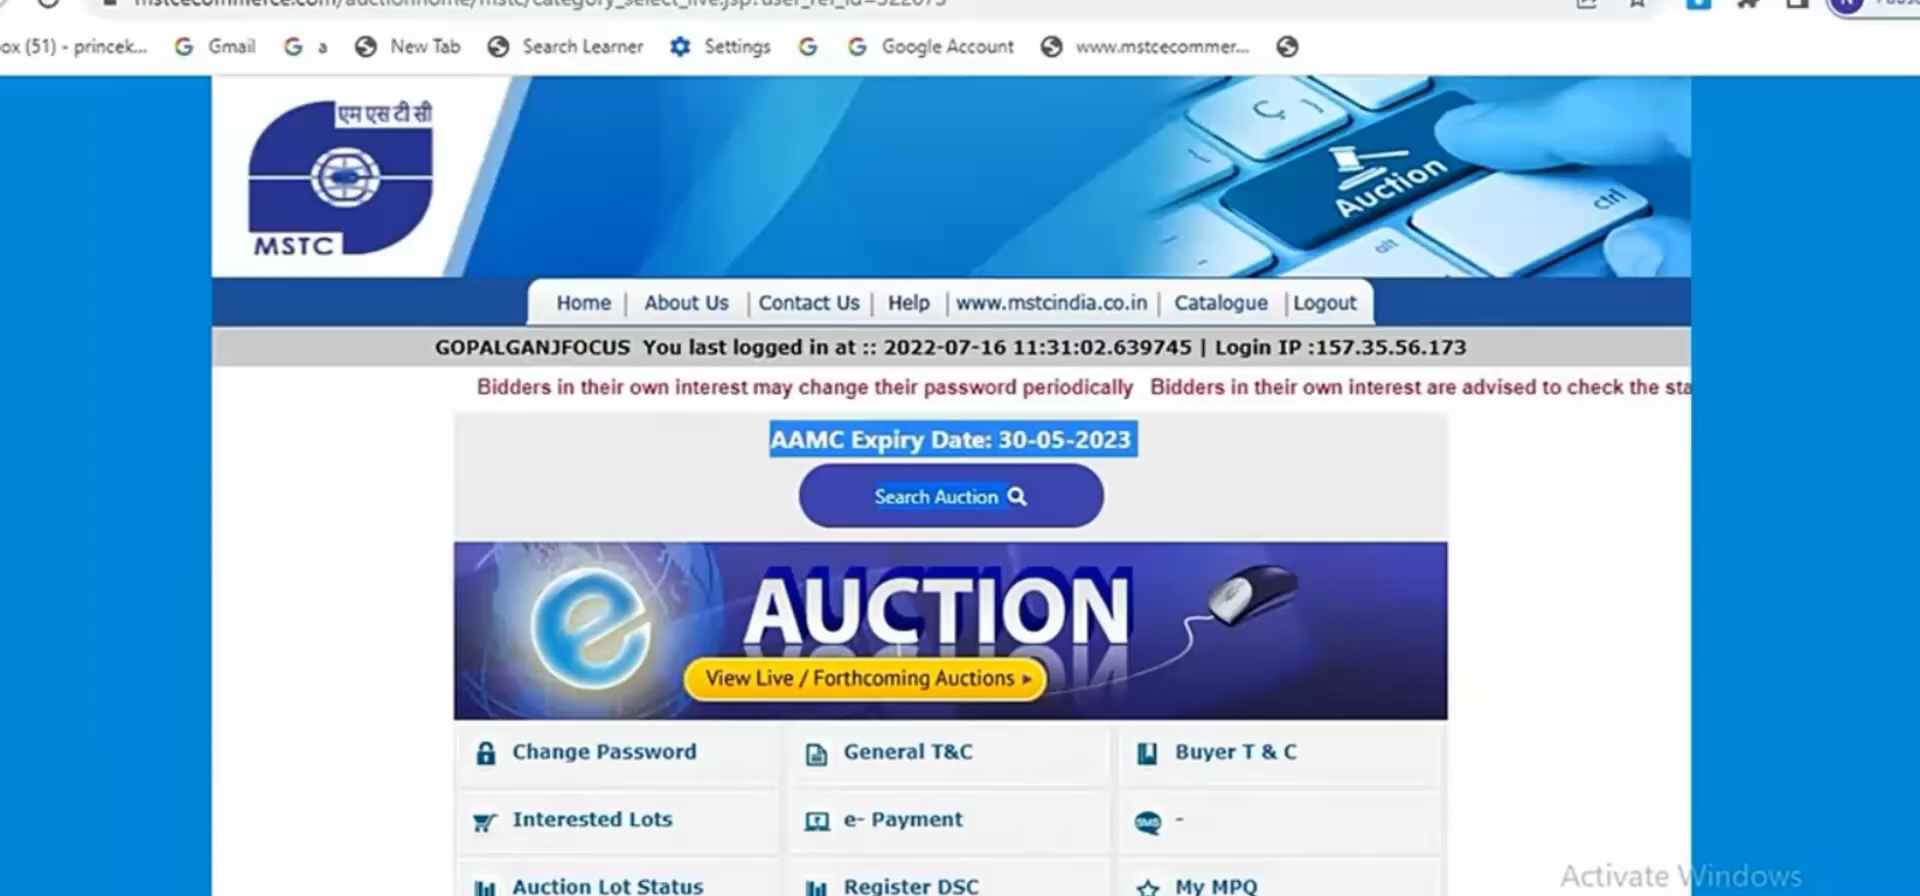 ox (51) - princek... Gmail a New Tab Search Learner Settings Google Account www.mstcecommer...
एम एस टी सी
MSTC
Auction
ctrl
alt
Home | About Us | Contact Us | Help | www.mstcindia.co.in | Catalogue | Logout
GOPALGANJFOCUS You last logged in at :: 2022-07-16 11:31:02.639745 | Login IP :157.35.56.173
Bidders in their own interest may change their password periodically Bidders in their own interest are advised to check the sta
AAMC Expiry Date: 30-05-2023
Search Auction
e AUCTION
View Live / Forthcoming Auctions
Change Password General T&C Buyer T & C
Interested Lots e- Payment SMS -
Auction Lot Status Register DSC My MPQ
Activate Windows